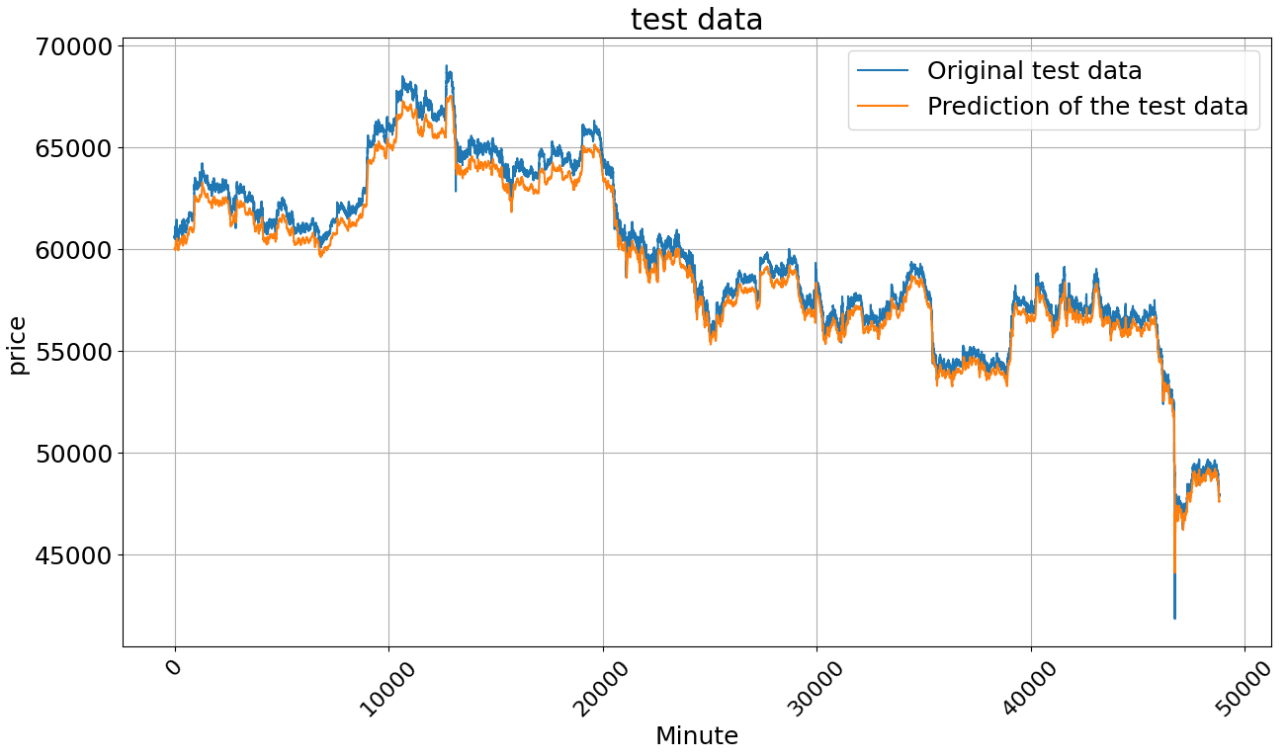 test data
Original test data
Prediction of the test data
70000
65000
60000
55000
50000
45000
price
0
10000
20000
30000
40000
50000
Minute